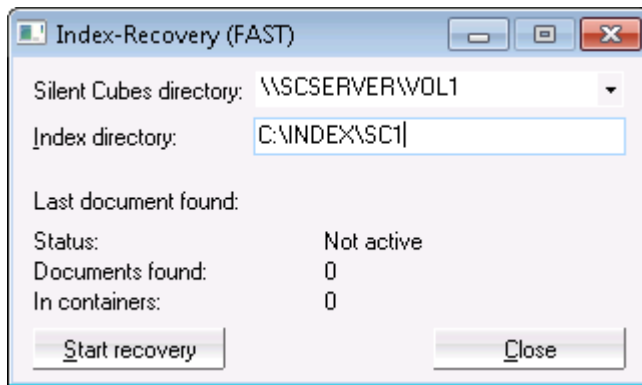 Index-Recovery (FAST)
Silent Cubes directory: \\SCSERVER\VOL1
Index directory: C:\INDEX\SC1
Last document found:
Status: Not active
Documents found: 0
In containers: 0
Start recovery Close